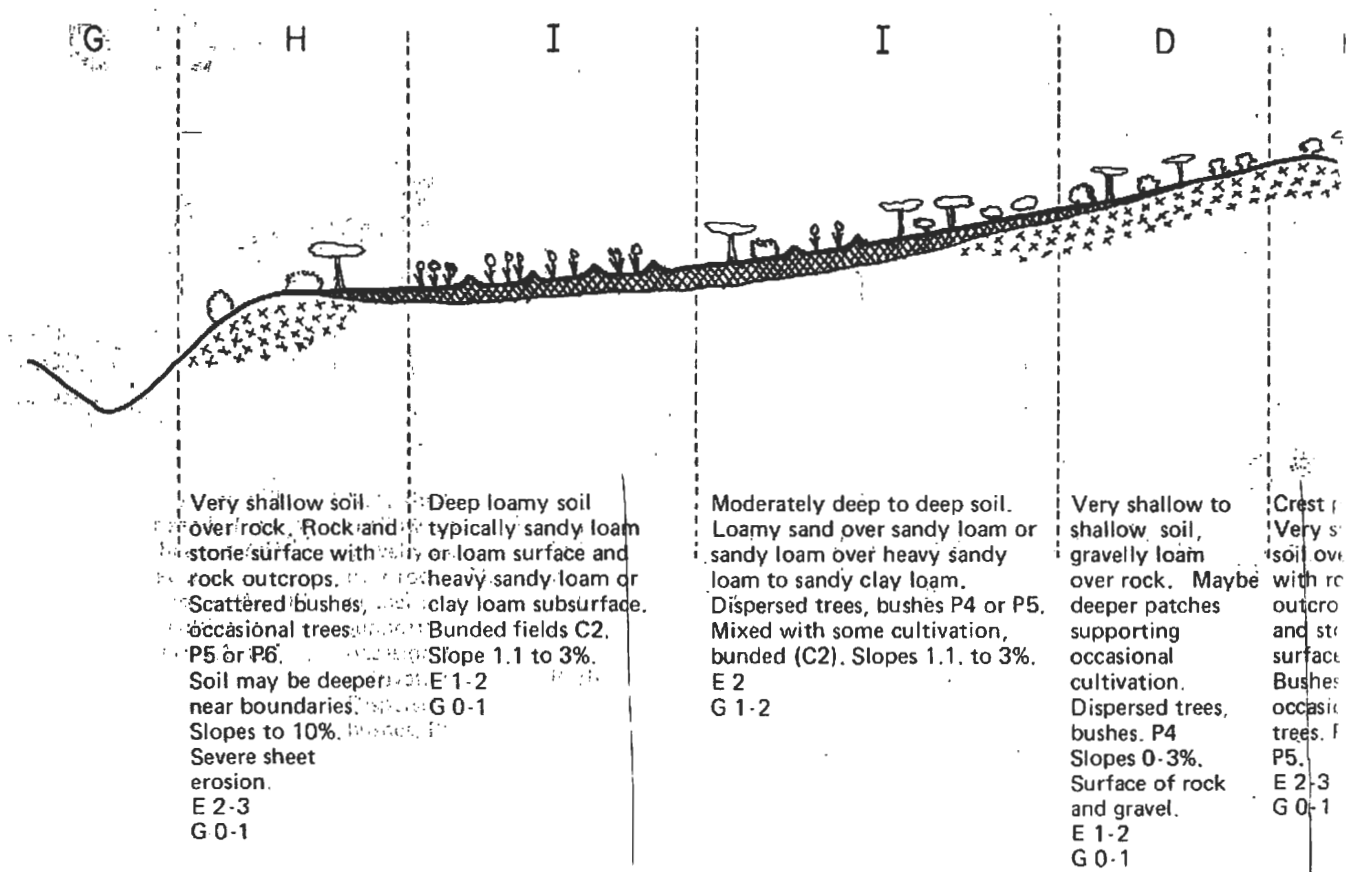 G
H
I
I
D
Very shallow soil
over rock. Rock and
stone surface with
rock outcrops.
Scattered bushes,
occasional trees
P5 or P6.
Soil may be deeper
near boundaries.
Slopes to 10%.
Severe sheet
erosion.
E 2-3
G 0-1
Deep loamy soil
typically sandy loam
or loam surface and
heavy sandy loam or
clay loam subsurface.
Bunded fields C2.
Slope 1.1 to 3%.
E 1-2
G 0-1
Moderately deep to deep soil.
Loamy sand over sandy loam or
sandy loam over heavy sandy
loam to sandy clay loam.
Dispersed trees, bushes P4 or P5.
Mixed with some cultivation,
bunded (C2). Slopes 1.1. to 3%.
E 2
G 1-2
Very shallow to
shallow soil,
gravelly loam
over rock. Maybe
deeper patches
supporting
occasional
cultivation.
Dispersed trees,
bushes. P4
Slopes 0-3%.
Surface of rock
and gravel.
E 1-2
G 0-1
Crest
Very
soil
with
and
Bushes
trees.
P5.
E 2-3
G 0-1